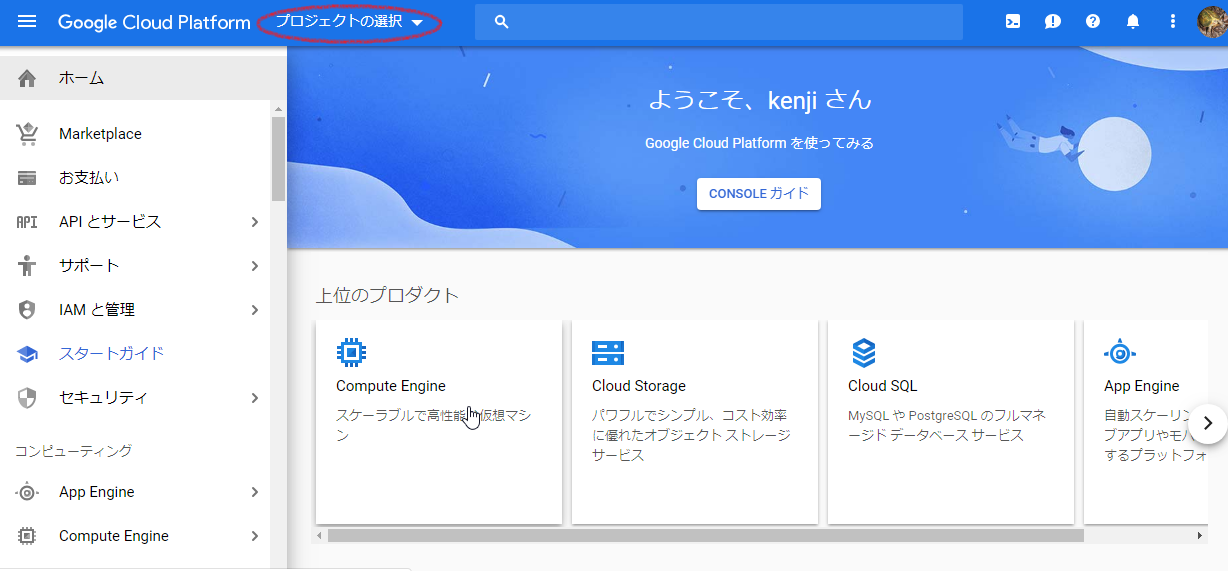 Google Cloud Platform プロジェクトの選択
ホーム
Marketplace
お支払い
API API とサービス
サポート
IAM と管理
スタートガイド
セキュリティ
コンピューティング
App Engine
Compute Engine
ようこそ、kenji さん
Google Cloud Platform を使ってみる
CONSOLE ガイド
上位のプロダクト
Compute Engine
スケーラブルで高性能な仮想マシ
ン
Cloud Storage
パワフルでシンプル、コスト効率
に優れたオブジェクト ストレージ
サービス
Cloud SQL
MySQL や PostgreSQL のフルマネ
ージド データベース サービス
App Engine
自動スケーリン
ブアプリやモバ
するプラットフォ